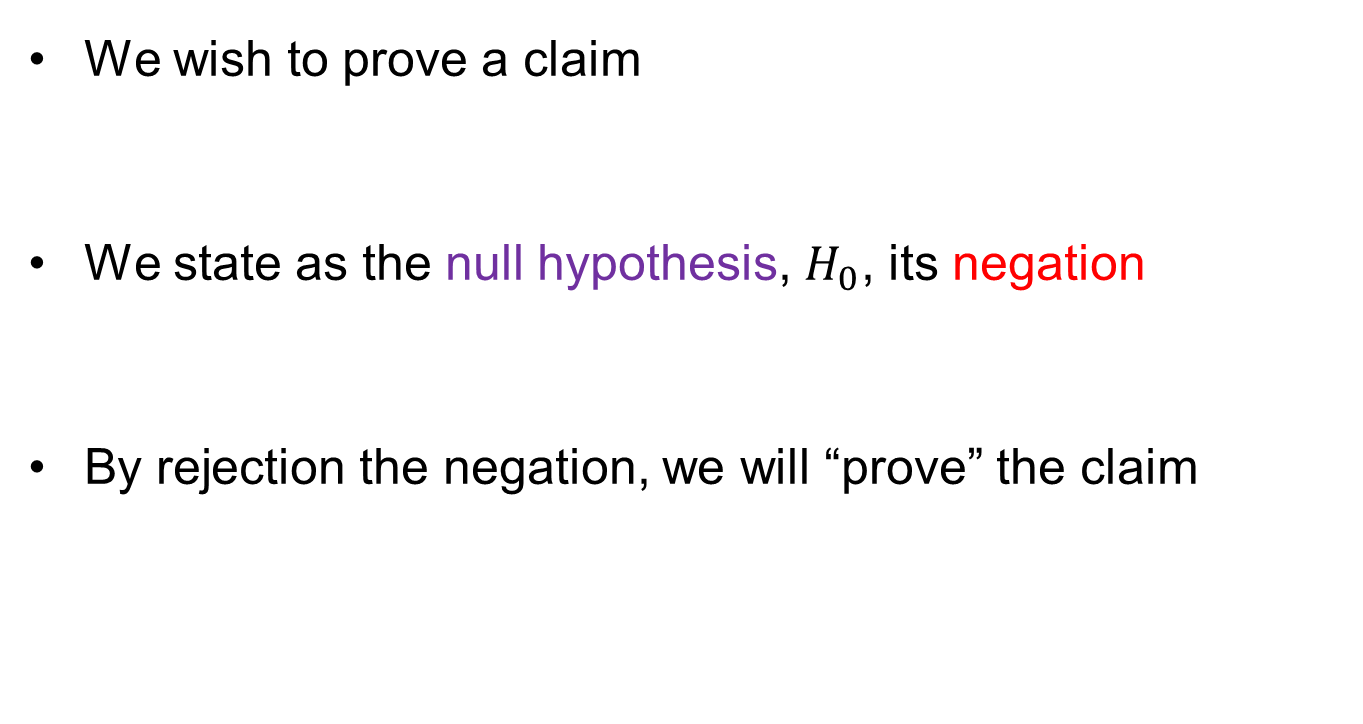 • We wish to prove a claim
• We state as the null hypothesis, H₀, its negation
• By rejection the negation, we will “prove” the claim